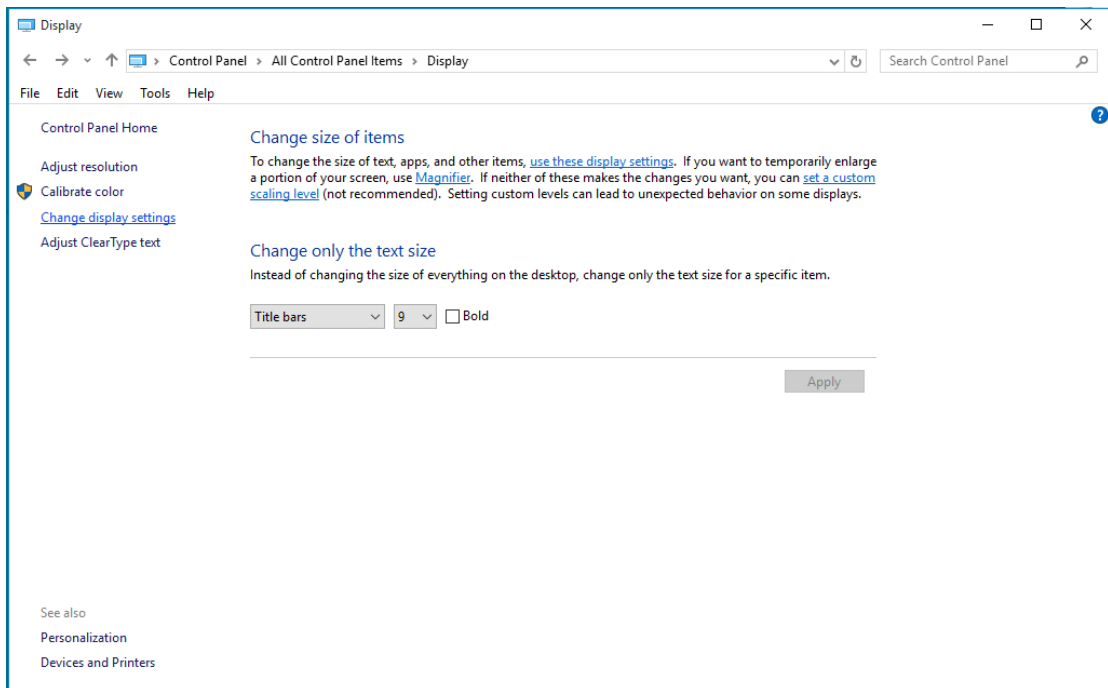 Display
Control Panel > All Control Panel Items > Display
Search Control Panel
File Edit View Tools Help
?
Control Panel Home
Adjust resolution
Calibrate color
Change display settings
Adjust ClearType text
Change size of items
To change the size of text, apps, and other items, use these display settings. If you want to temporarily enlarge
a portion of your screen, use Magnifier. If neither of these makes the changes you want, you can set a custom
scaling level (not recommended). Setting custom levels can lead to unexpected behavior on some displays.
Change only the text size
Instead of changing the size of everything on the desktop, change only the text size for a specific item.
Title bars 9 Bold
Apply
See also
Personalization
Devices and Printers